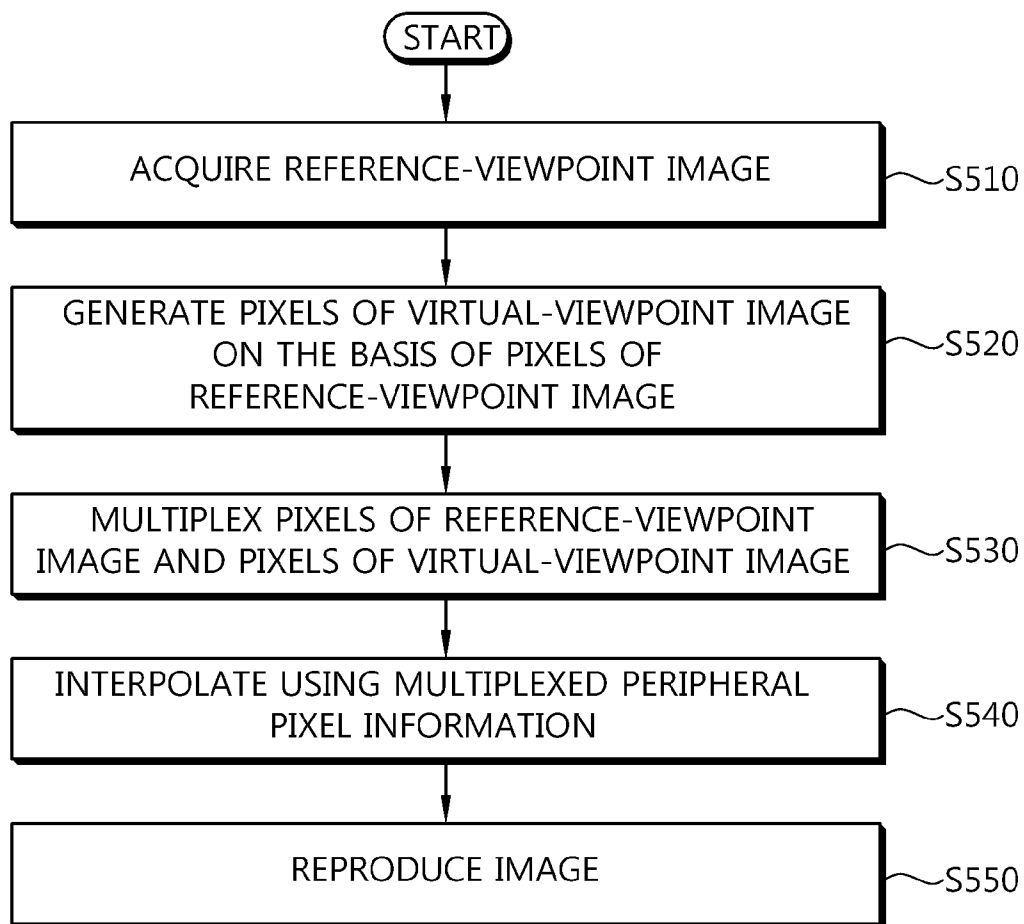 START
ACQUIRE REFERENCE-VIEWPOINT IMAGE
S510
GENERATE PIXELS OF VIRTUAL-VIEWPOINT IMAGE
ON THE BASIS OF PIXELS OF
REFERENCE-VIEWPOINT IMAGE
S520
MULTIPLEX PIXELS OF REFERENCE-VIEWPOINT
IMAGE AND PIXELS OF VIRTUAL-VIEWPOINT IMAGE
S530
INTERPOLATE USING MULTIPLEXED PERIPHERAL
PIXEL INFORMATION
S540
REPRODUCE IMAGE
S550